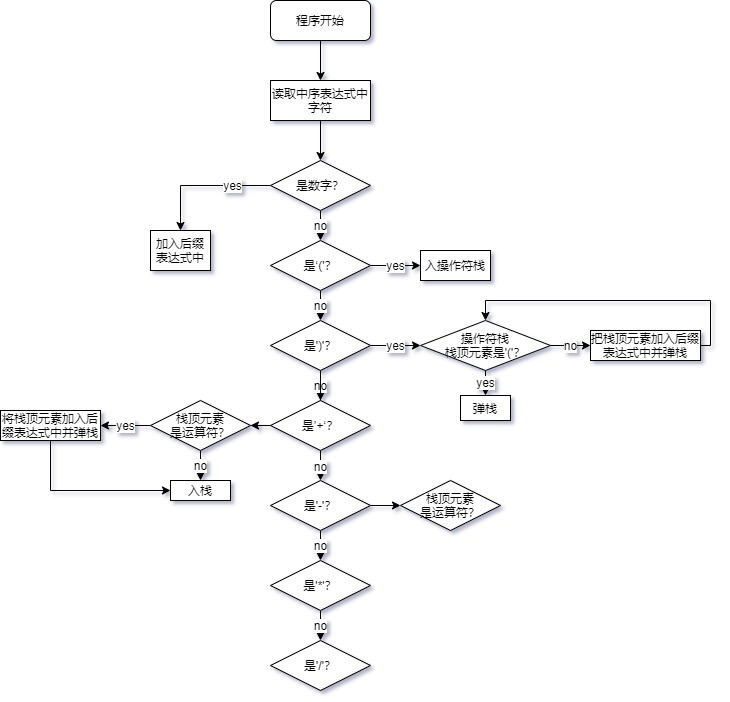 程序开始
读取中序表达式中
字符
是数字?
yes
no
加入后缀
表达式中
是'('?
yes
入操作符栈
no
是')'?
yes
操作符栈
栈顶元素是'('?
no
把栈顶元素加入后缀
表达式中并弹栈
yes
弹栈
no
是'+'?
栈顶元素
是运算符?
yes
将栈顶元素加入后
缀表达式中并弹栈
no
入栈
no
是'-'?
栈顶元素
是运算符?
no
是'*'?
no
是'/'?